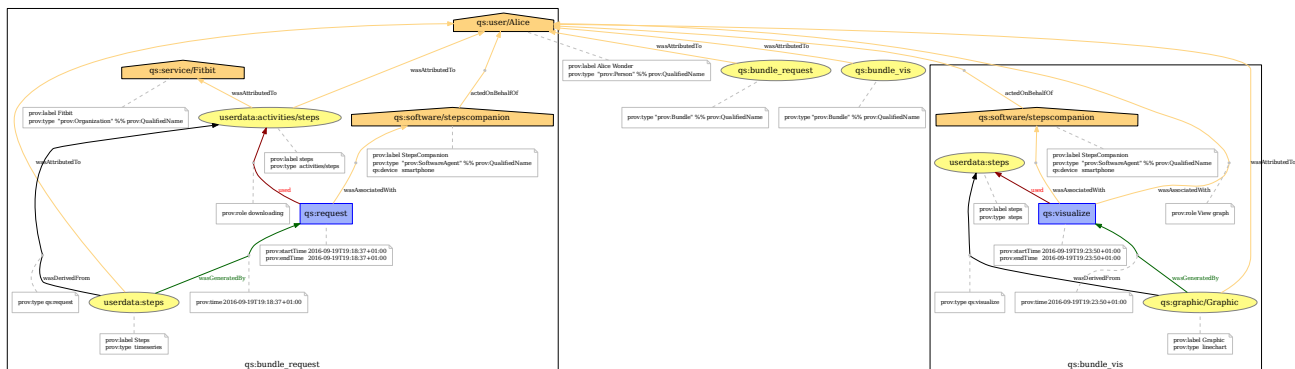 qs:user/Alice
wasAttributedTo
wasAttributedTo
qs:service/Fitbit
wasAttributedTo
prov:label Alice Wonder
prov:type "prov:Person" %% prov:QualifiedName
qs:bundle_request
qs:bundle_vis
wasAttributedTo
actedOnBehalfOf
actedOnBehalfOf
prov:label Fitbit
prov:type "prov:Organization" %% prov:QualifiedName
userdata:activities/steps
qs:software/stepscompanion
prov:type "prov:Bundle" %% prov:QualifiedName
prov:type "prov:Bundle" %% prov:QualifiedName
qs:software/stepscompanion
wasAttributedTo
prov:label steps
prov:type activities/steps
prov:label StepsCompanion
prov:type "prov:SoftwareAgent" %% prov:QualifiedName
qs:device smartphone
userdata:steps
prov:label StepsCompanion
prov:type "prov:SoftwareAgent" %% prov:QualifiedName
qs:device smartphone
wasAttributedTo
used
wasAssociatedWith
used
wasAssociatedWith
wasAssociatedWith
prov:role downloading
qs:request
prov:label steps
prov:type steps
qs:visualize
prov:role View graph
prov:startTime 2016-09-19T19:18:37+01:00
prov:endTime 2016-09-19T19:18:37+01:00
prov:startTime 2016-09-19T19:23:50+01:00
prov:endTime 2016-09-19T19:23:50+01:00
wasDerivedFrom
wasGeneratedBy
wasDerivedFrom
wasGeneratedBy
prov:type qs:request
userdata:steps
prov:time 2016-09-19T19:18:37+01:00
prov:type qs:visualize
prov:time 2016-09-19T19:23:50+01:00
qs:graphic/Graphic
prov:label Steps
prov:type timeseries
prov:label Graphic
prov:type linechart
qs:bundle_request
qs:bundle_vis